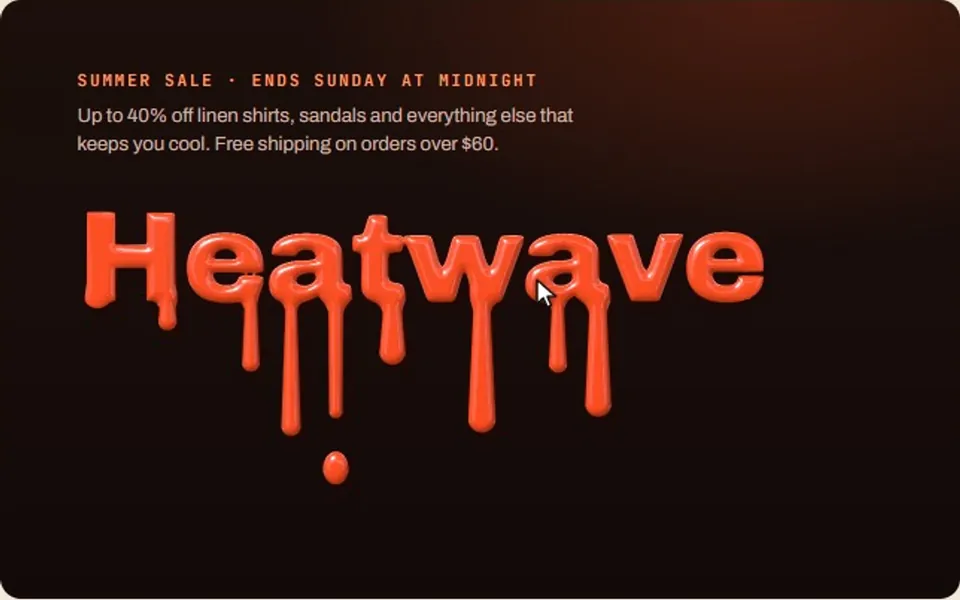 SUMMER SALE · ENDS SUNDAY AT MIDNIGHT
Up to 40% off linen shirts, sandals and everything else that
keeps you cool. Free shipping on orders over $60.
Heatwave